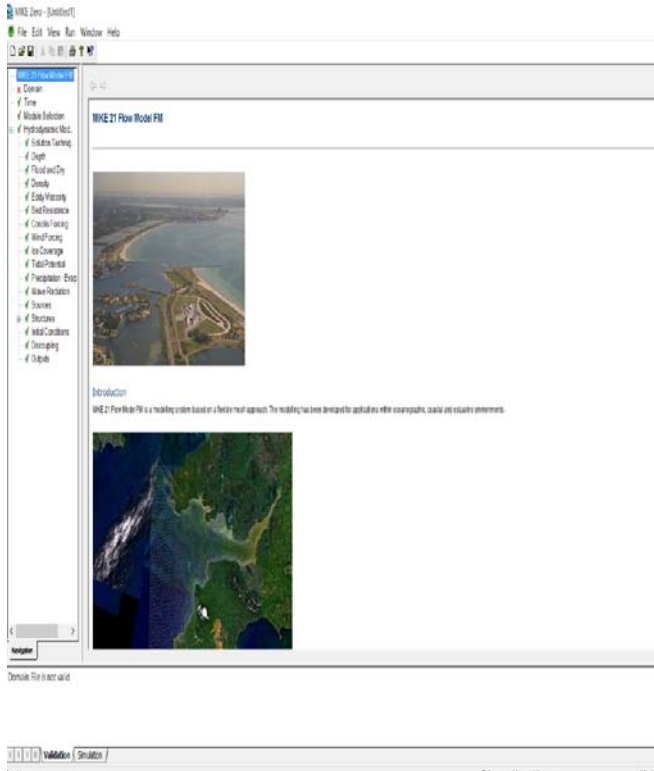 MIKE Zero - [Untitled1]
File Edit View Run Window Help
MIKE 21 Flow Model FM
Domain
Time
Module Selection
Hydrodynamic Mod..
Solution Techniq..
Depth
Flood and Dry
Density
Eddy Viscosity
Bed Resistance
Coriolis Forcing
Wind Forcing
Ice Coverage
Tidal Potential
Precipitation - Evap
Wave Radiation
Sources
Structures
Initial Conditions
Decoupling
Outputs
Navigation
MIKE 21 Flow Model FM
Introduction
MIKE 21 Flow Model FM is a modelling system based on a flexible mesh approach. The modelling has been developed for applications within oceanographic, coastal and estuarine environments.
Domain File is not valid
Validation Simulation